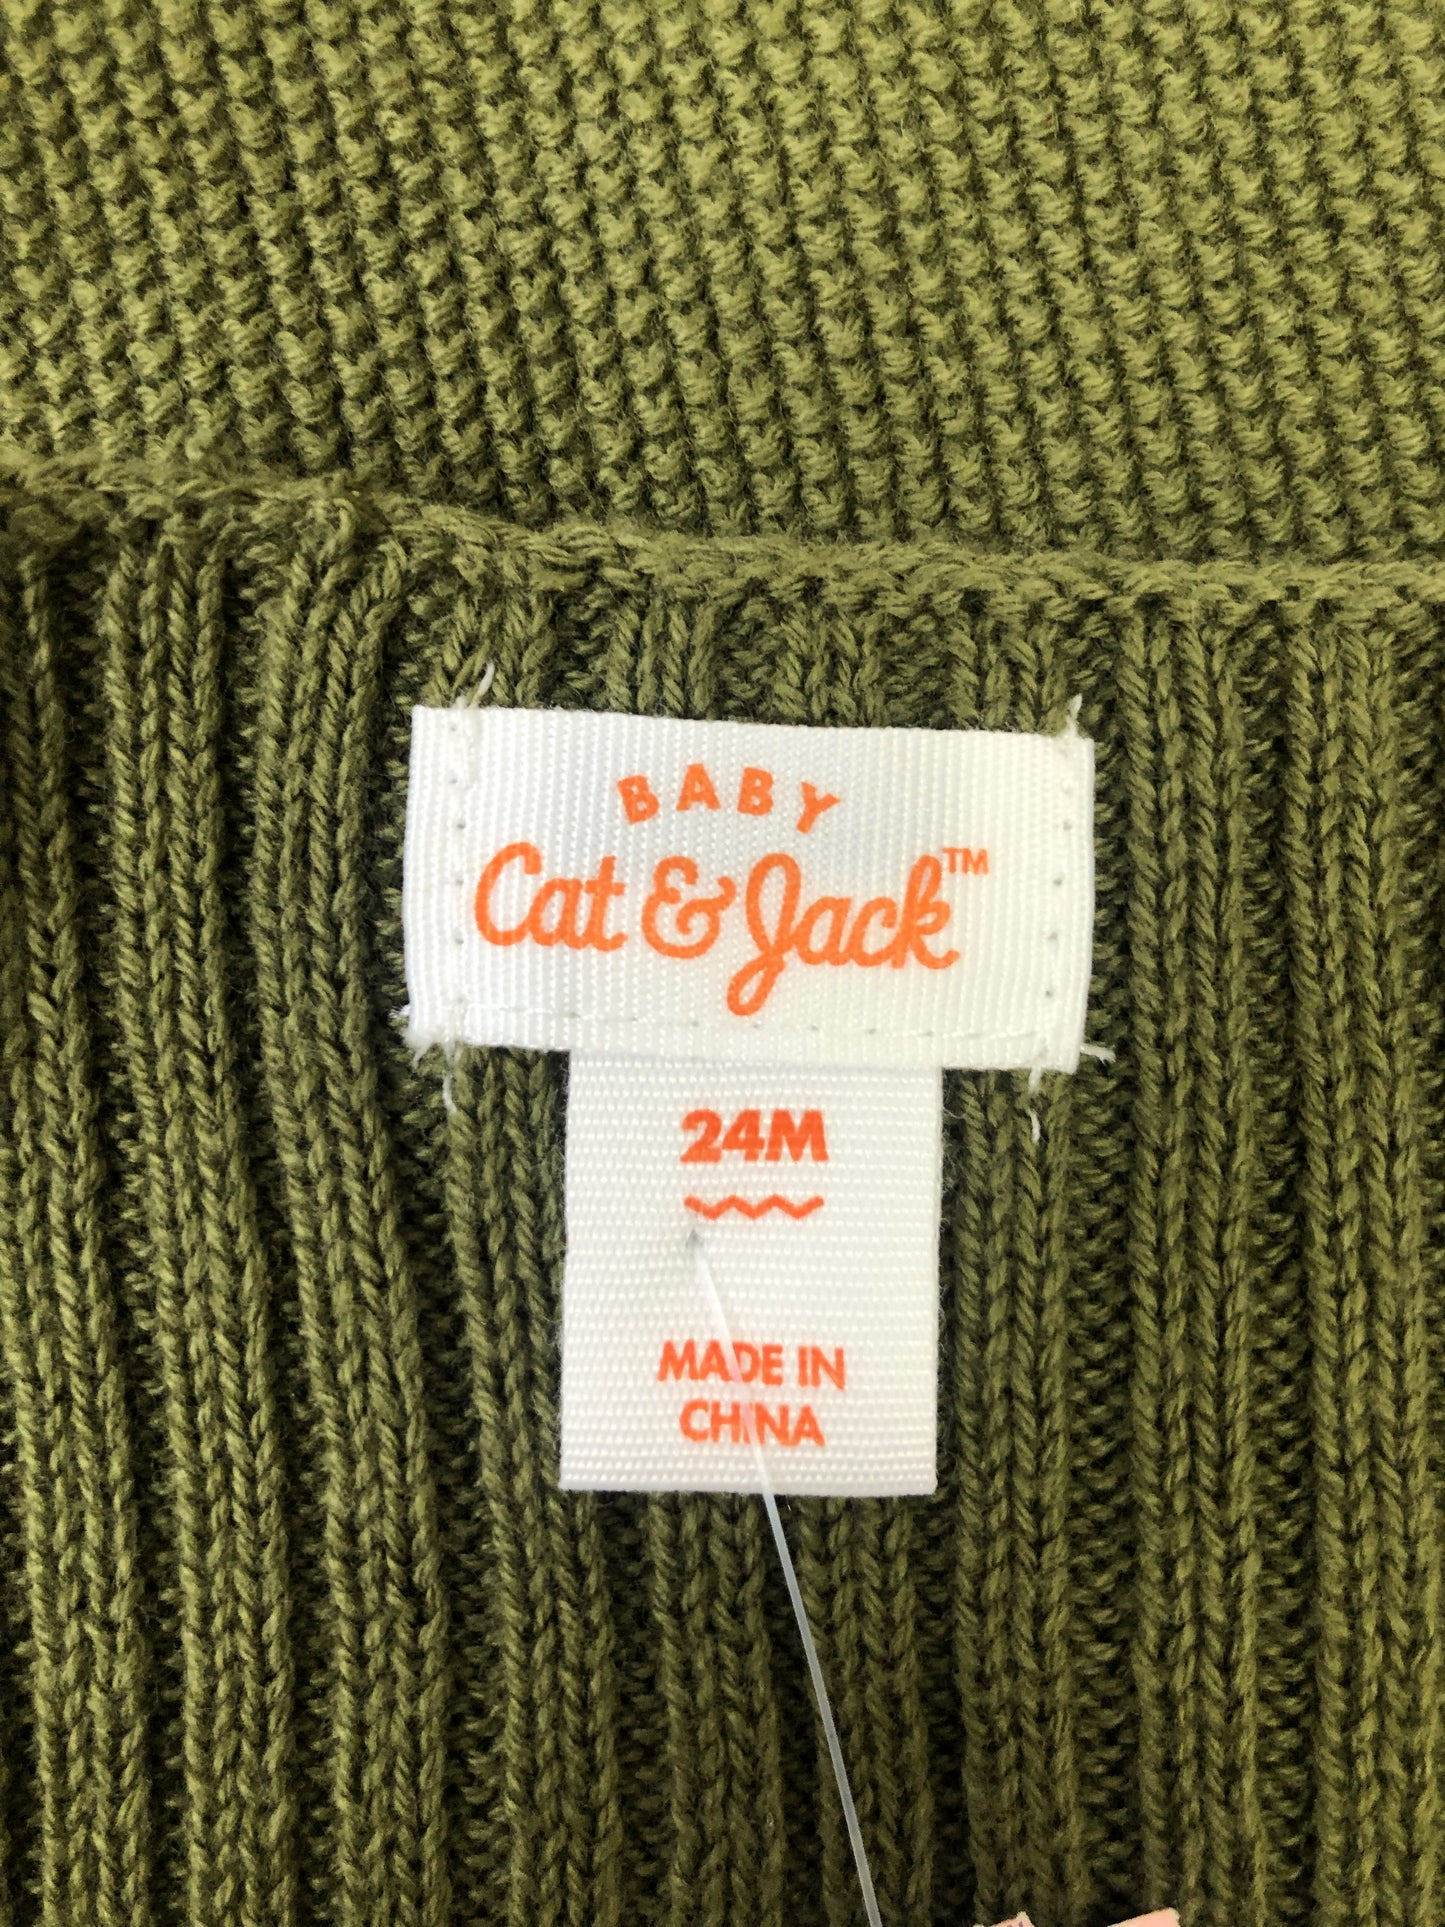 BABY
Cat & Jack™
24M
MADE IN
CHINA